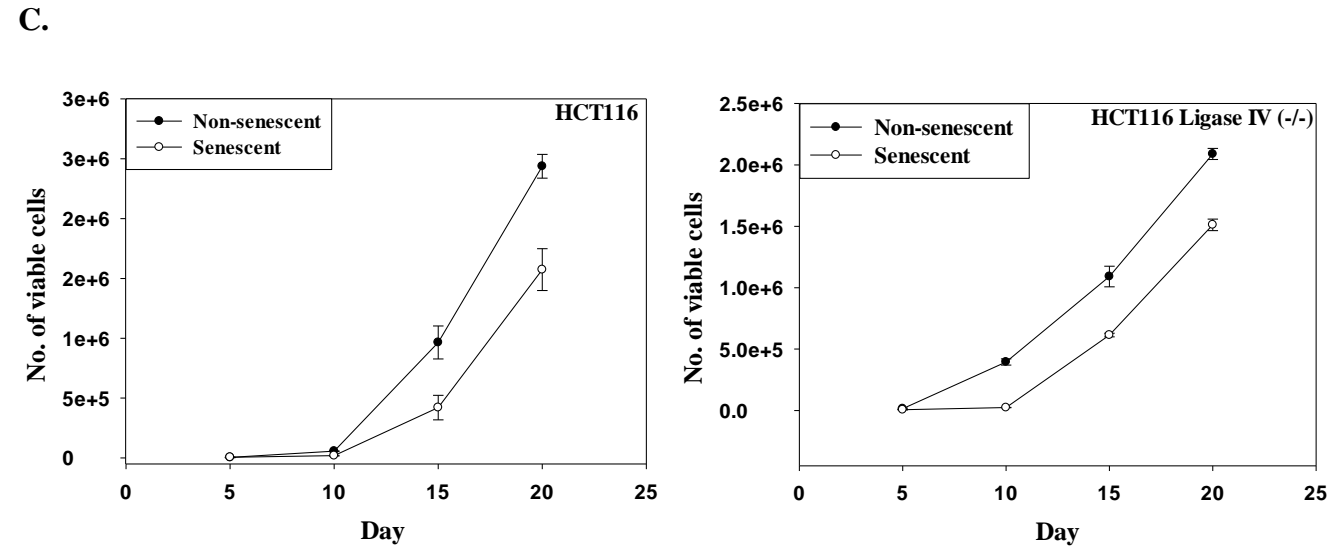 C.
HCT116
Non-senescent
Senescent
3e+6
3e+6
2e+6
2e+6
1e+6
5e+5
0
No. of viable cells
0 5 10 15 20 25
Day
HCT116 Ligase IV (-/-)
Non-senescent
Senescent
2.5e+6
2.0e+6
1.5e+6
1.0e+6
5.0e+5
0.0
No. of viable cells
0 5 10 15 20 25
Day